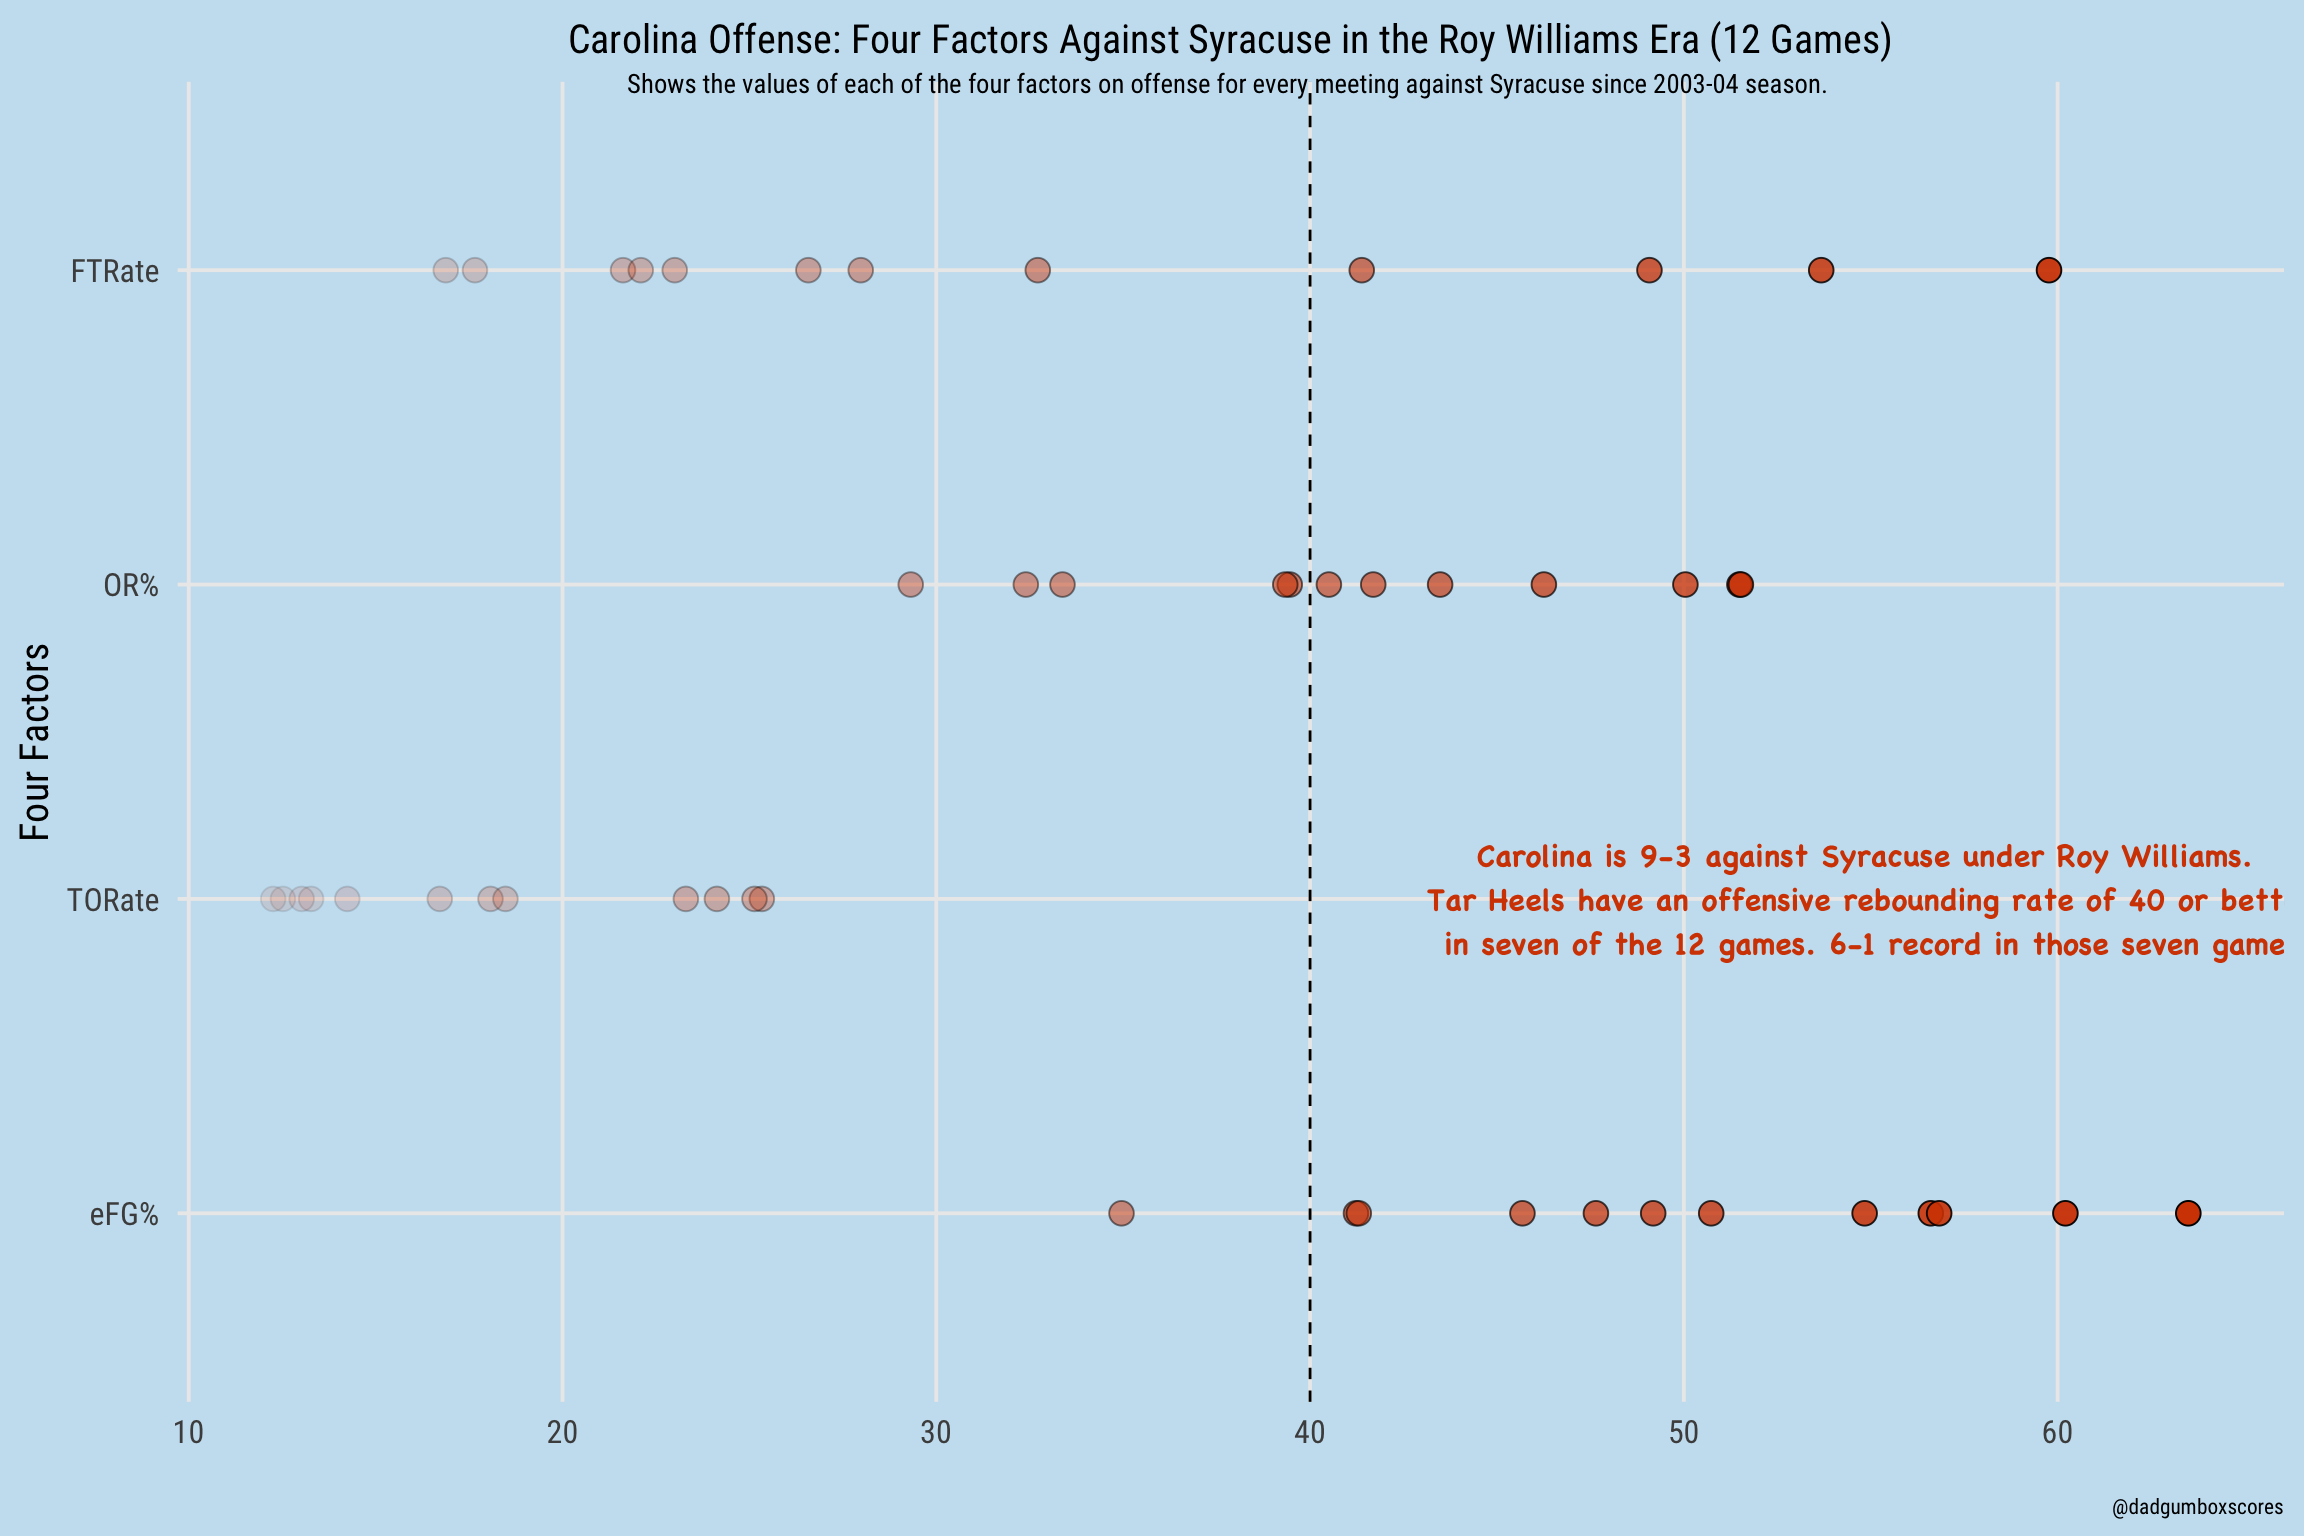 Carolina Offense: Four Factors Against Syracuse in the Roy Williams Era (12 Games)
Shows the values of each of the four factors on offense for every meeting against Syracuse since 2003-04 season.
FTRate
OR%
Four Factors
TORate
eFG%
Carolina is 9-3 against Syracuse under Roy Williams.
Tar Heels have an offensive rebounding rate of 40 or bett
in seven of the 12 games. 6-1 record in those seven game
10 20 30 40 50 60
@dadgumboxscores